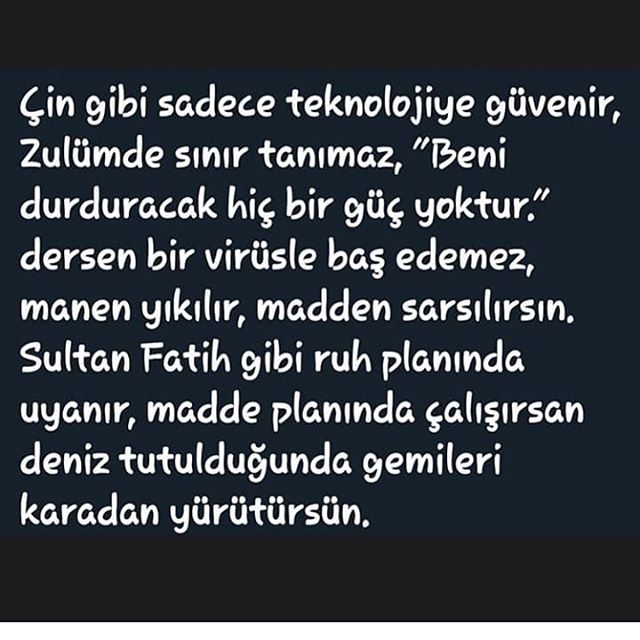 Çin gibi sadece teknolojiye güvenir,
Zulümde sınır tanımaz, "Beni
durduracak hiç bir güç yoktur."
dersen bir virüsle baş edemez,
manen yıkılır, madden sarsılırsın.
Sultan Fatih gibi ruh planında
uyanır, madde planında çalışırsan
deniz tutulduğunda gemileri
karadan yürütürsün.